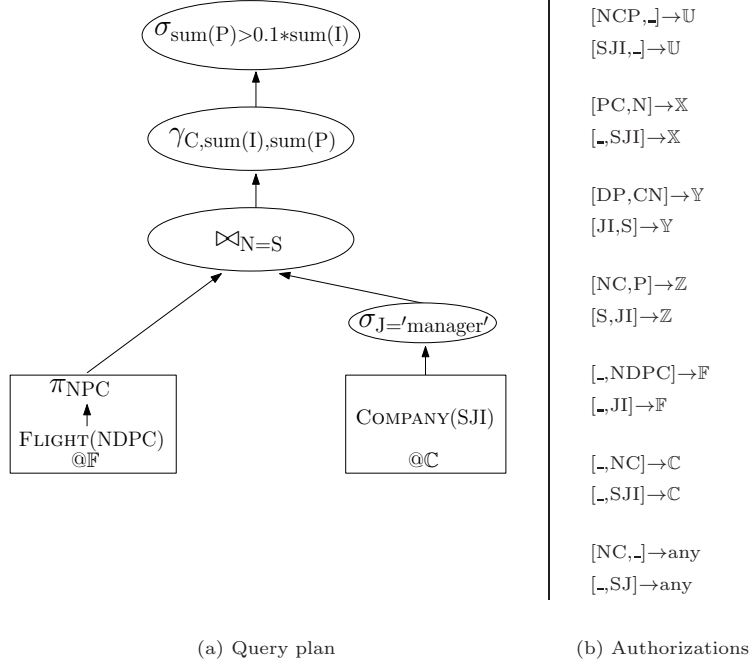 σsum(P)>0.1∗sum(I)
γC,sum(I),sum(P)
⋈N=S
σJ=′manager′
πNPC
FLIGHT(NDPC)
@𝔽
COMPANY(SJI)
@ℂ
(a) Query plan
[NCP,_]→𝕌
[SJI,_]→𝕌
[PC,N]→𝕏
[_,SJI]→𝕏
[DP,CN]→𝕐
[JI,S]→𝕐
[NC,P]→ℤ
[S,JI]→ℤ
[_,NDPC]→𝔽
[_,JI]→𝔽
[_,NC]→ℂ
[_,SJI]→ℂ
[NC,_]→any
[_,SJ]→any
(b) Authorizations